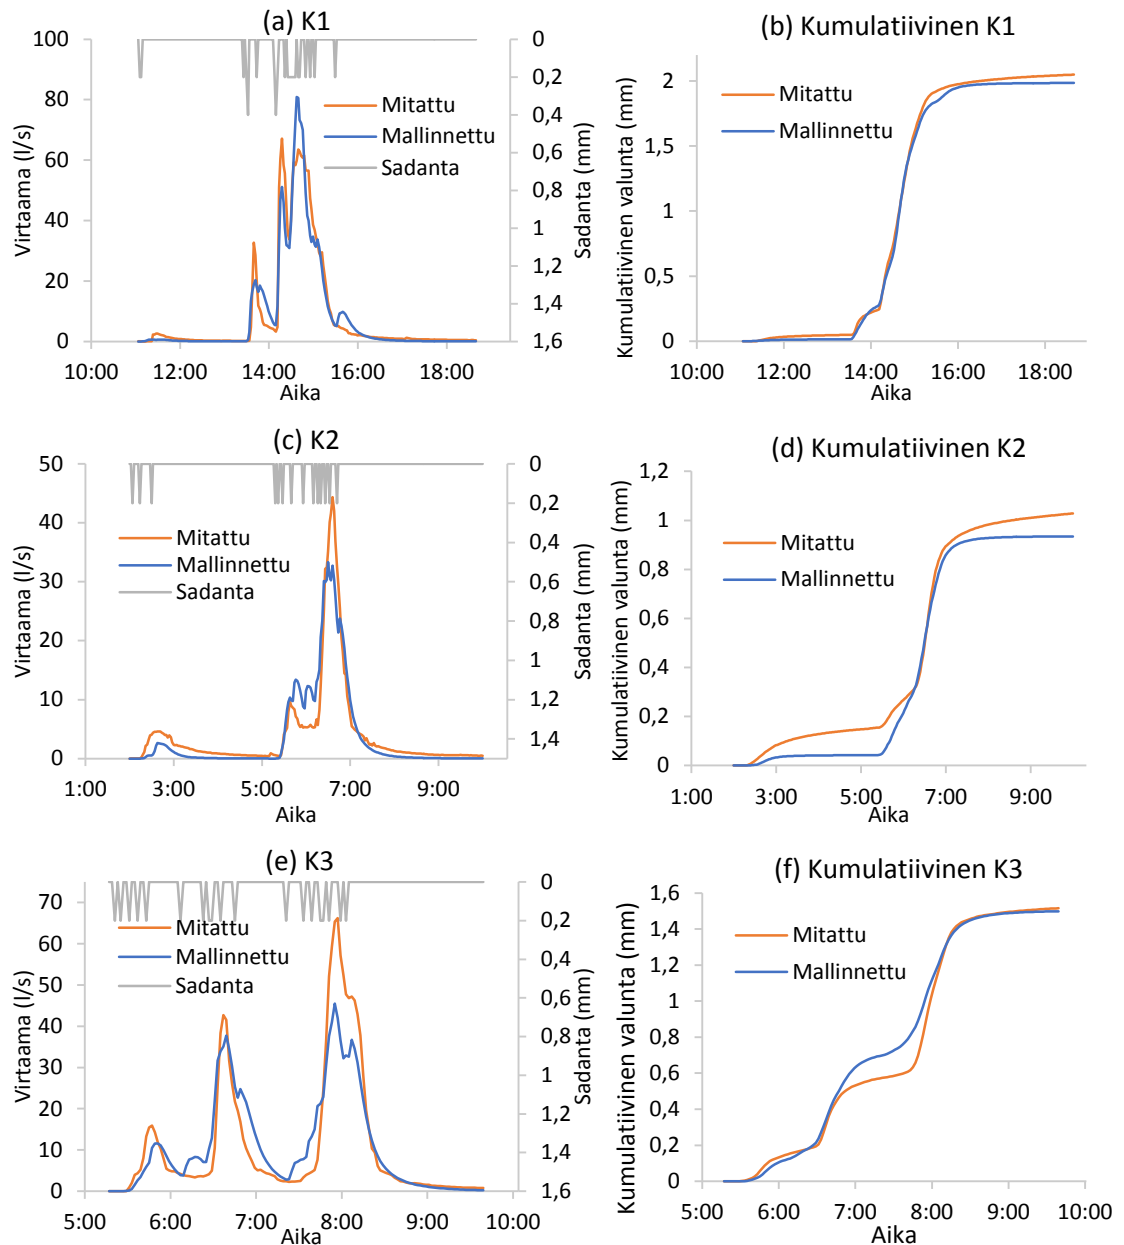 (a) K1
Virtaama (l/s)
100
80
60
40
20
0
Mitattu
Mallinnettu
Sadanta
0
0,2
0,4
0,6
0,8
1
1,2
1,4
1,6
Sadanta (mm)
10:00 12:00 14:00 16:00 18:00
Aika
(b) Kumulatiivinen K1
Kumulatiivinen valunta (mm)
2
1,5
1
0,5
0
Mitattu
Mallinnettu
10:00 12:00 14:00 16:00 18:00
Aika
(c) K2
Virtaama (l/s)
50
40
30
20
10
0
Mitattu
Mallinnettu
Sadanta
0
0,2
0,4
0,6
0,8
1
1,2
1,4
Sadanta (mm)
1:00 3:00 5:00 7:00 9:00
Aika
(d) Kumulatiivinen K2
Kumulatiivinen valunta (mm)
1,2
1
0,8
0,6
0,4
0,2
0
Mitattu
Mallinnettu
1:00 3:00 5:00 7:00 9:00
Aika
(e) K3
Virtaama (l/s)
70
60
50
40
30
20
10
0
Mitattu
Mallinnettu
Sadanta
0
0,2
0,4
0,6
0,8
1
1,2
1,4
1,6
Sadanta (mm)
5:00 6:00 7:00 8:00 9:00 10:00
Aika
(f) Kumulatiivinen K3
Kumulatiivinen valunta (mm)
1,6
1,4
1,2
1
0,8
0,6
0,4
0,2
0
Mitattu
Mallinnettu
5:00 6:00 7:00 8:00 9:00 10:00
Aika